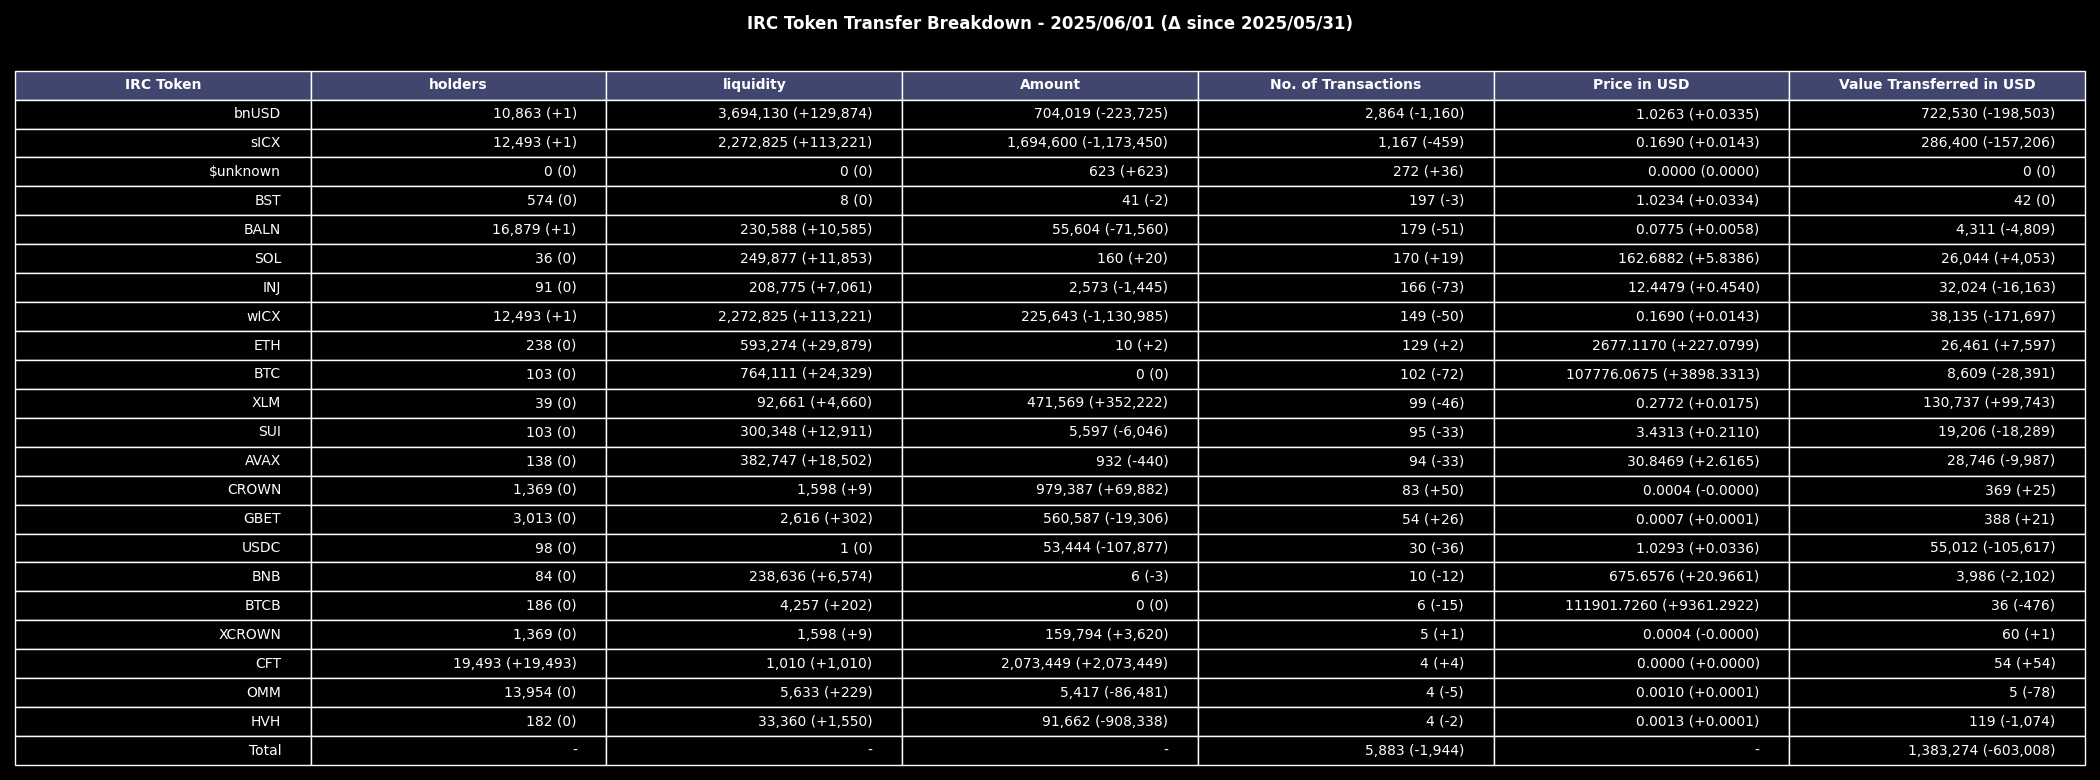 IRC Token Transfer Breakdown - 2025/06/01 (Δ since 2025/05/31)
IRC Token holders liquidity Amount No. of Transactions Price in USD Value Transferred in USD
bnUSD 10,863 (+1) 3,694,130 (+129,874) 704,019 (-223,725) 2,864 (-1,160) 1.0263 (+0.0335) 722,530 (-198,503)
sICX 12,493 (+1) 2,272,825 (+113,221) 1,694,600 (-1,173,450) 1,167 (-459) 0.1690 (+0.0143) 286,400 (-157,206)
$unknown 0 (0) 0 (0) 623 (+623) 272 (+36) 0.0000 (0.0000) 0 (0)
BST 574 (0) 8 (0) 41 (-2) 197 (-3) 1.0234 (+0.0334) 42 (0)
BALN 16,879 (+1) 230,588 (+10,585) 55,604 (-71,560) 179 (-51) 0.0775 (+0.0058) 4,311 (-4,809)
SOL 36 (0) 249,877 (+11,853) 160 (+20) 170 (+19) 162.6882 (+5.8386) 26,044 (+4,053)
INJ 91 (0) 208,775 (+7,061) 2,573 (-1,445) 166 (-73) 12.4479 (+0.4540) 32,024 (-16,163)
wICX 12,493 (+1) 2,272,825 (+113,221) 225,643 (-1,130,985) 149 (-50) 0.1690 (+0.0143) 38,135 (-171,697)
ETH 238 (0) 593,274 (+29,879) 10 (+2) 129 (+2) 2677.1170 (+227.0799) 26,461 (+7,597)
BTC 103 (0) 764,111 (+24,329) 0 (0) 102 (-72) 107776.0675 (+3898.3313) 8,609 (-28,391)
XLM 39 (0) 92,661 (+4,660) 471,569 (+352,222) 99 (-46) 0.2772 (+0.0175) 130,737 (+99,743)
SUI 103 (0) 300,348 (+12,911) 5,597 (-6,046) 95 (-33) 3.4313 (+0.2110) 19,206 (-18,289)
AVAX 138 (0) 382,747 (+18,502) 932 (-440) 94 (-33) 30.8469 (+2.6165) 28,746 (-9,987)
CROWN 1,369 (0) 1,598 (+9) 979,387 (+69,882) 83 (+50) 0.0004 (-0.0000) 369 (+25)
GBET 3,013 (0) 2,616 (+302) 560,587 (-19,306) 54 (+26) 0.0007 (+0.0001) 388 (+21)
USDC 98 (0) 1 (0) 53,444 (-107,877) 30 (-36) 1.0293 (+0.0336) 55,012 (-105,617)
BNB 84 (0) 238,636 (+6,574) 6 (-3) 10 (-12) 675.6576 (+20.9661) 3,986 (-2,102)
BTCB 186 (0) 4,257 (+202) 0 (0) 6 (-15) 111901.7260 (+9361.2922) 36 (-476)
XCROWN 1,369 (0) 1,598 (+9) 159,794 (+3,620) 5 (+1) 0.0004 (-0.0000) 60 (+1)
CFT 19,493 (+19,493) 1,010 (+1,010) 2,073,449 (+2,073,449) 4 (+4) 0.0000 (+0.0000) 54 (+54)
OMM 13,954 (0) 5,633 (+229) 5,417 (-86,481) 4 (-5) 0.0010 (+0.0001) 5 (-78)
HVH 182 (0) 33,360 (+1,550) 91,662 (-908,338) 4 (-2) 0.0013 (+0.0001) 119 (-1,074)
Total - - - 5,883 (-1,944) - 1,383,274 (-603,008)